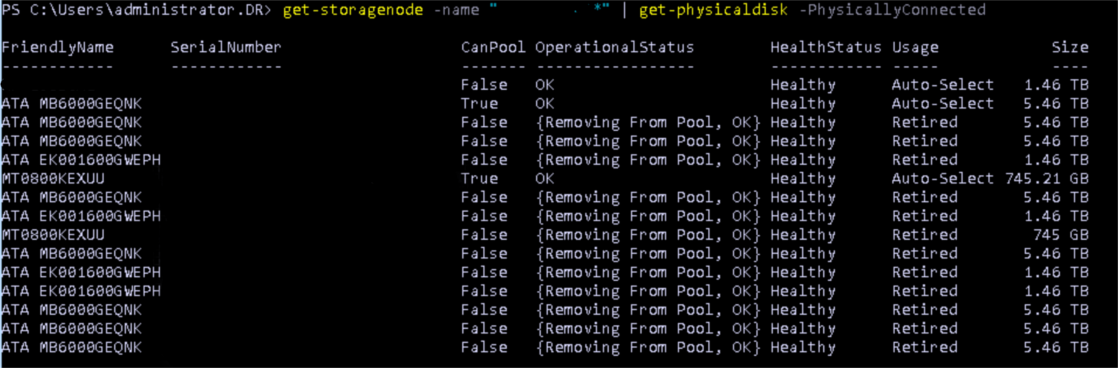 PS C:\Users\administrator.DR> get-storagenode -name " *" | get-physicaldisk -PhysicallyConnected
FriendlyName SerialNumber CanPool OperationalStatus HealthStatus Usage Size
------------ ------------ ------- ----------------- ------------ ----- ----
False OK Healthy Auto-Select 1.46 TB
ATA MB6000GEQNK True OK Healthy Auto-Select 5.46 TB
ATA MB6000GEQNK False {Removing From Pool, OK} Healthy Retired 5.46 TB
ATA MB6000GEQNK False {Removing From Pool, OK} Healthy Retired 5.46 TB
ATA EK001600GWEPH False {Removing From Pool, OK} Healthy Retired 1.46 TB
MT0800KEXUU True OK Healthy Auto-Select 745.21 GB
ATA MB6000GEQNK False {Removing From Pool, OK} Healthy Retired 5.46 TB
ATA EK001600GWEPH False {Removing From Pool, OK} Healthy Retired 1.46 TB
MT0800KEXUU False {Removing From Pool, OK} Healthy Retired 745 GB
ATA MB6000GEQNK False {Removing From Pool, OK} Healthy Retired 5.46 TB
ATA EK001600GWEPH False {Removing From Pool, OK} Healthy Retired 1.46 TB
ATA EK001600GWEPH False {Removing From Pool, OK} Healthy Retired 1.46 TB
ATA MB6000GEQNK False {Removing From Pool, OK} Healthy Retired 5.46 TB
ATA MB6000GEQNK False {Removing From Pool, OK} Healthy Retired 5.46 TB
ATA MB6000GEQNK False {Removing From Pool, OK} Healthy Retired 5.46 TB